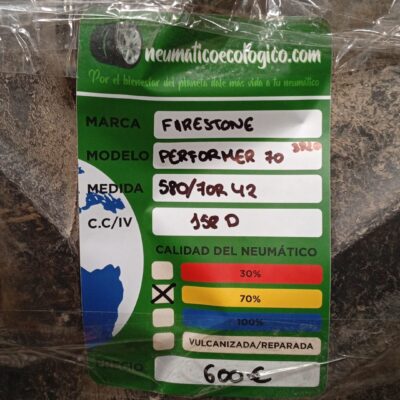 neumaticoecologico.com
Por el bienestar del planeta dale más vida a tu neumático
MARCA FIRESTONE
MODELO PERFORMER 70
MEDIDA 580/70R42
C.C/IV 158 D
CALIDAD DEL NEUMÁTICO
30%
70%
100%
VULCANIZADA/REPARADA
PRECIO 600 €